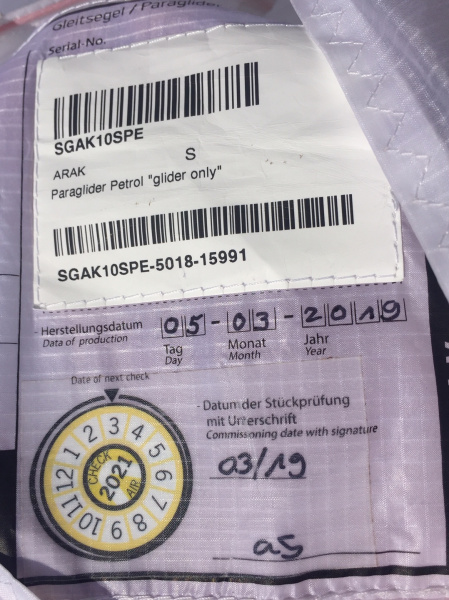 Gleitsegel / Paraglider
Serial-No.
SGAK10SPE
ARAK
S
Paraglider Petrol "glider only"
SGAK10SPE-5018-15991
- Herstellungsdatum 05-03-2019
Data of production
Tag Monat Jahr
Day Month Year
Date of next check
1 2 3 4 5 6 7 8 9 10 11 12
CHECK
2021
AIR
- Datum der Stückprüfung
mit Unterschrift
Commissioning date with signature
03/19
as